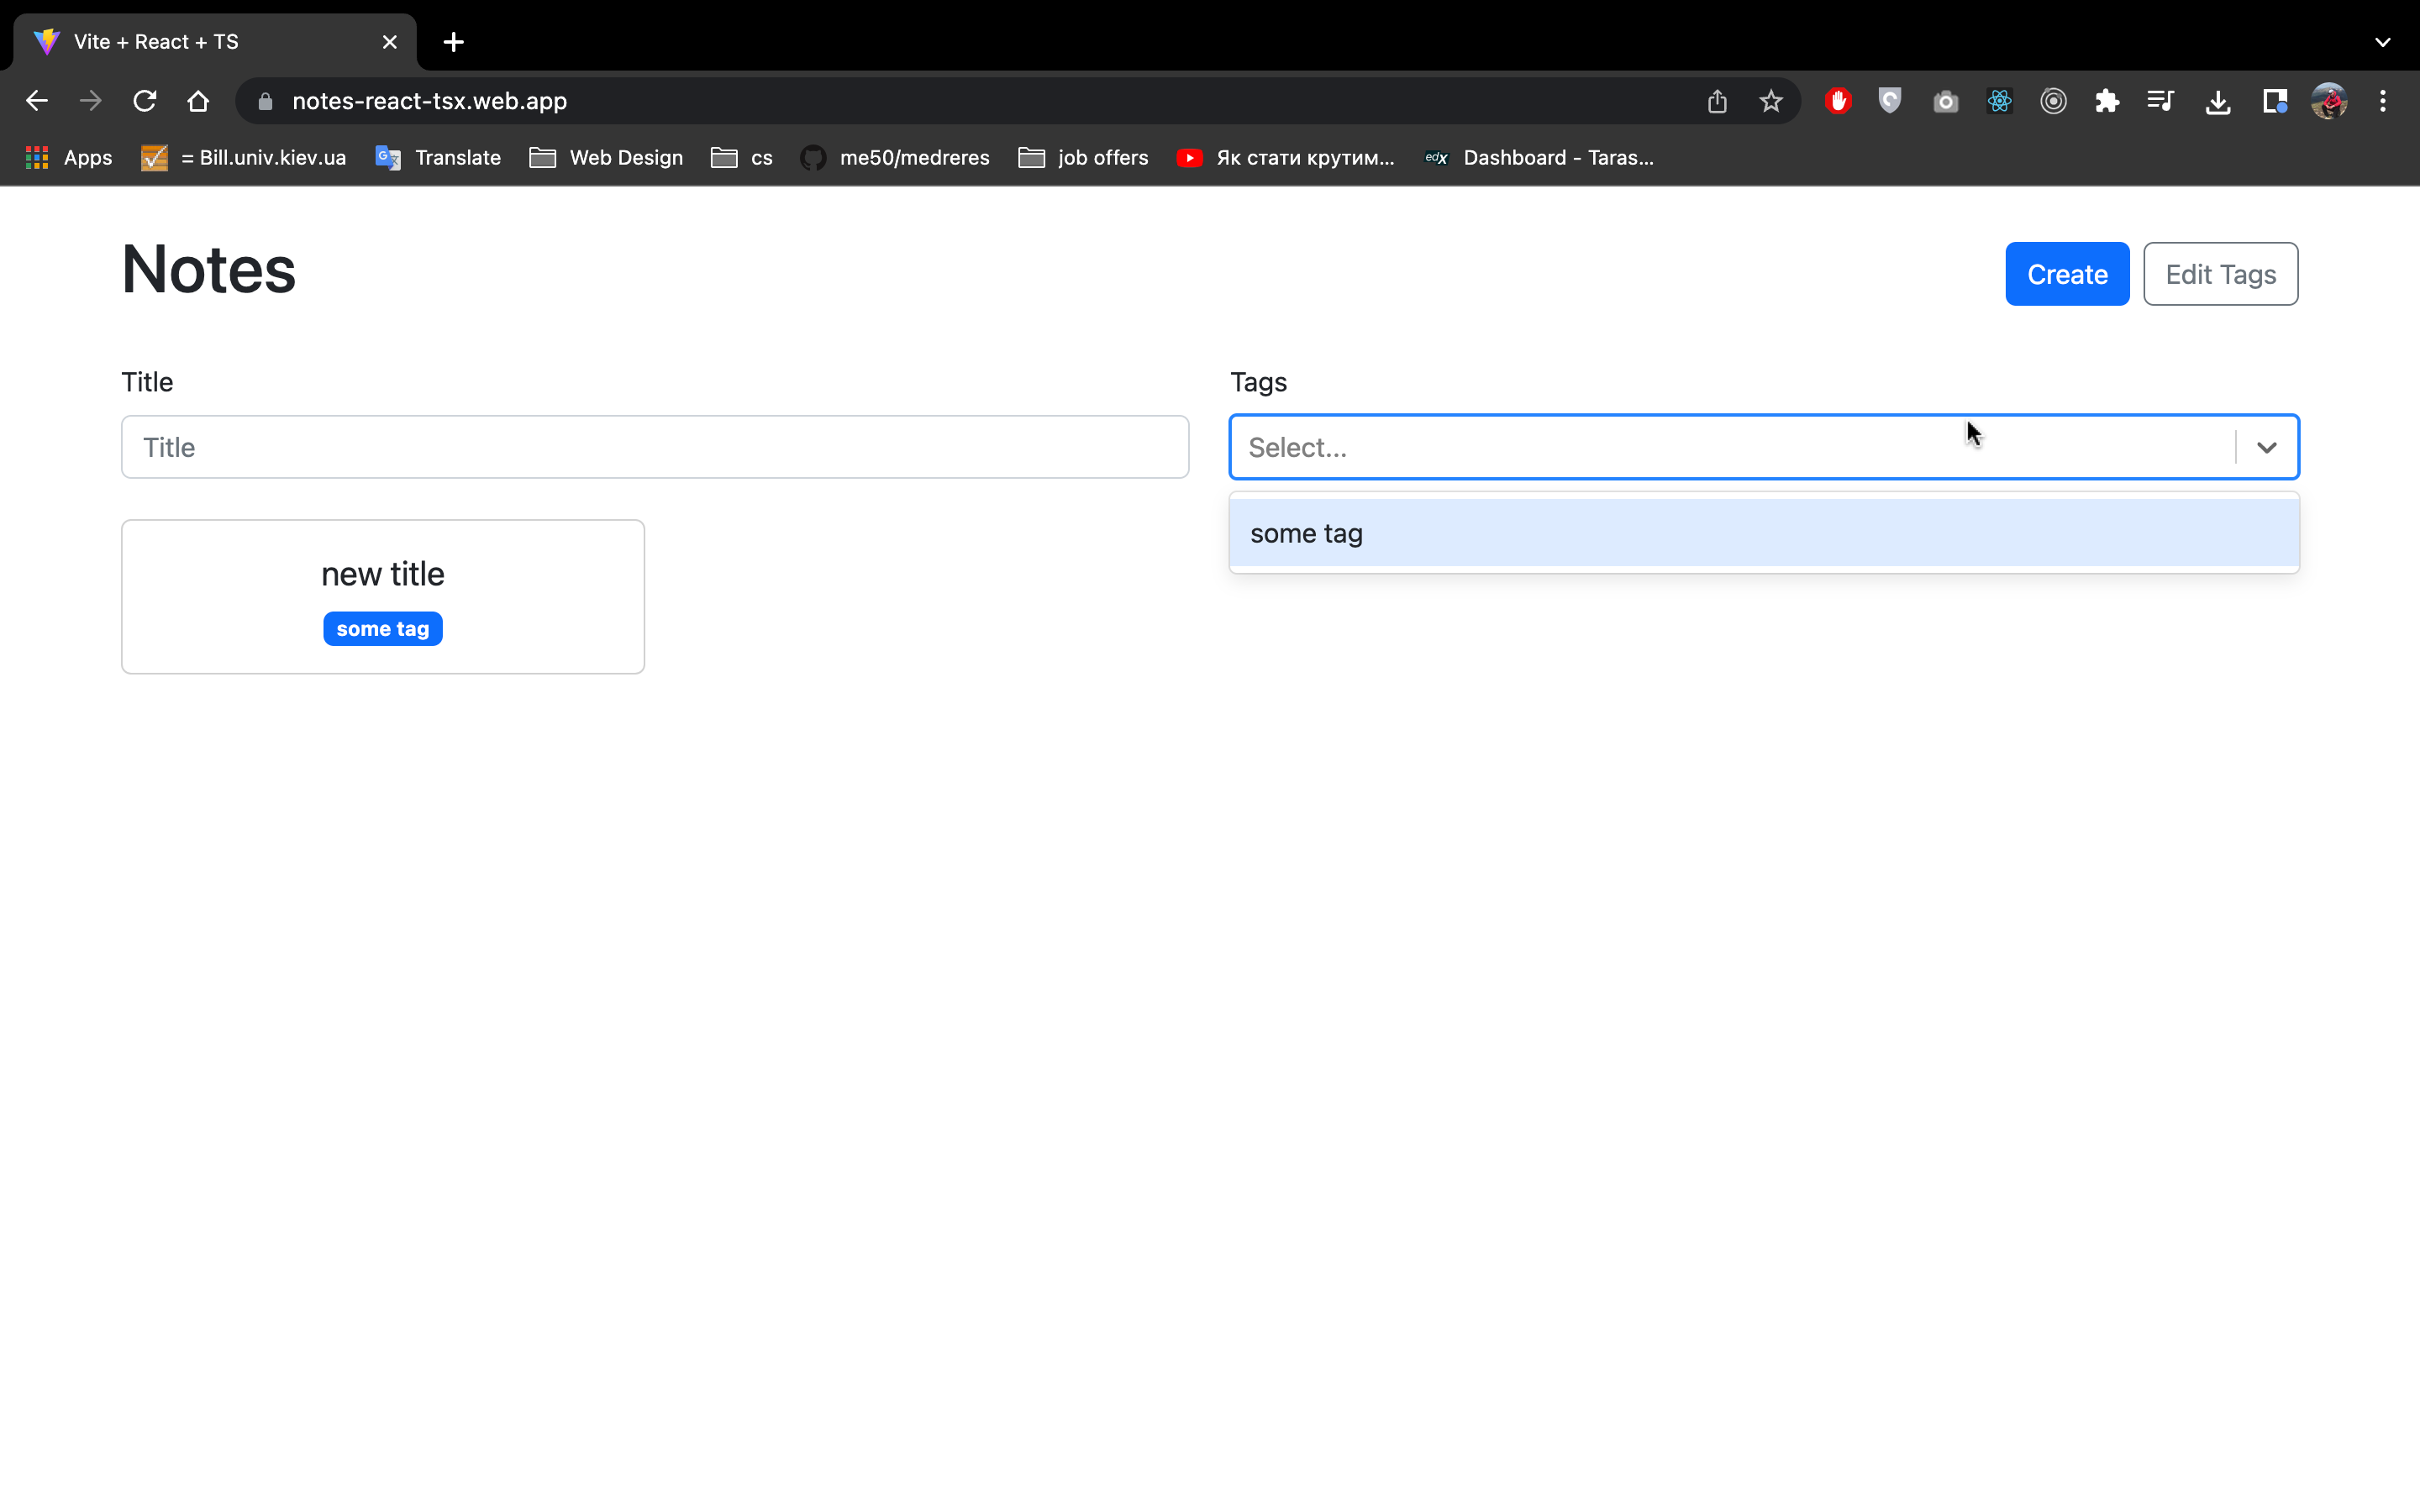 Vite + React + TS
notes-react-tsx.web.app
Apps
= Bill.univ.kiev.ua
Translate
Web Design
cs
me50/medreres
job offers
Як стати крутим...
edX
Dashboard - Taras...
Notes
Create
Edit Tags
Title
Tags
Title
Select...
some tag
new title
some tag